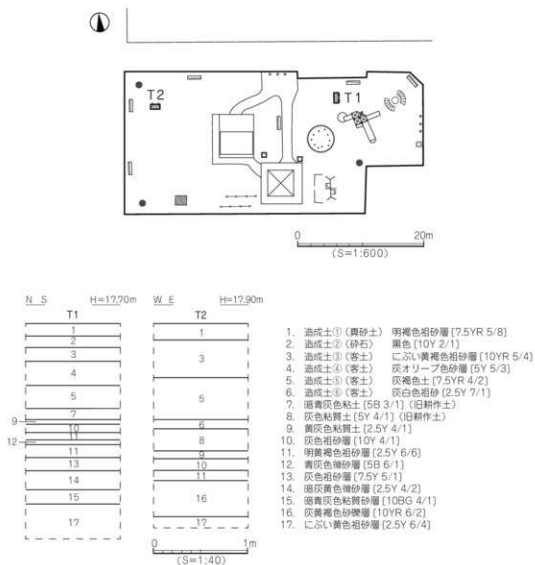 T2
T1
0 20m
(S=1:600)
N S H=17.70m W E H=17.90m
T1 T2
1
2
3
4
5
7
9
10
11
12
11
13
14
15
17
1
3
5
6
8
9
10
11
16
17
0 1m
(S=1:40)
1. 造成土①(真砂土) 明褐色粗砂層 [7.5YR 5/8]
2. 造成土②(砕石) 黒色 [10Y 2/1]
3. 造成土③(客土) にぶい黄褐色粗砂層 [10YR 5/4]
4. 造成土④(客土) 灰オリーブ色砂層 [5Y 5/3]
5. 造成土⑤(客土) 灰褐色土 [7.5YR 4/2]
6. 造成土⑥(客土) 灰白色粗砂 [2.5Y 7/1]
7. 暗青灰色粘土 [5B 3/1](旧耕作土)
8. 灰色粘質土 [5Y 4/1](旧耕作土)
9. 黄灰色粘質土 [2.5Y 4/1]
10. 灰色粗砂層 [10Y 4/1]
11. 明黄褐色粗砂層 [2.5Y 6/6]
12. 青灰色微砂層 [5B 6/1]
13. 灰色粗砂層 [7.5Y 5/1]
14. 暗灰黄色微砂層 [2.5Y 4/2]
15. 暗青灰色粘質砂層 [10BG 4/1]
16. 灰黄褐色砂礫層 [10YR 6/2]
17. にぶい黄色粗砂層 [2.5Y 6/4]